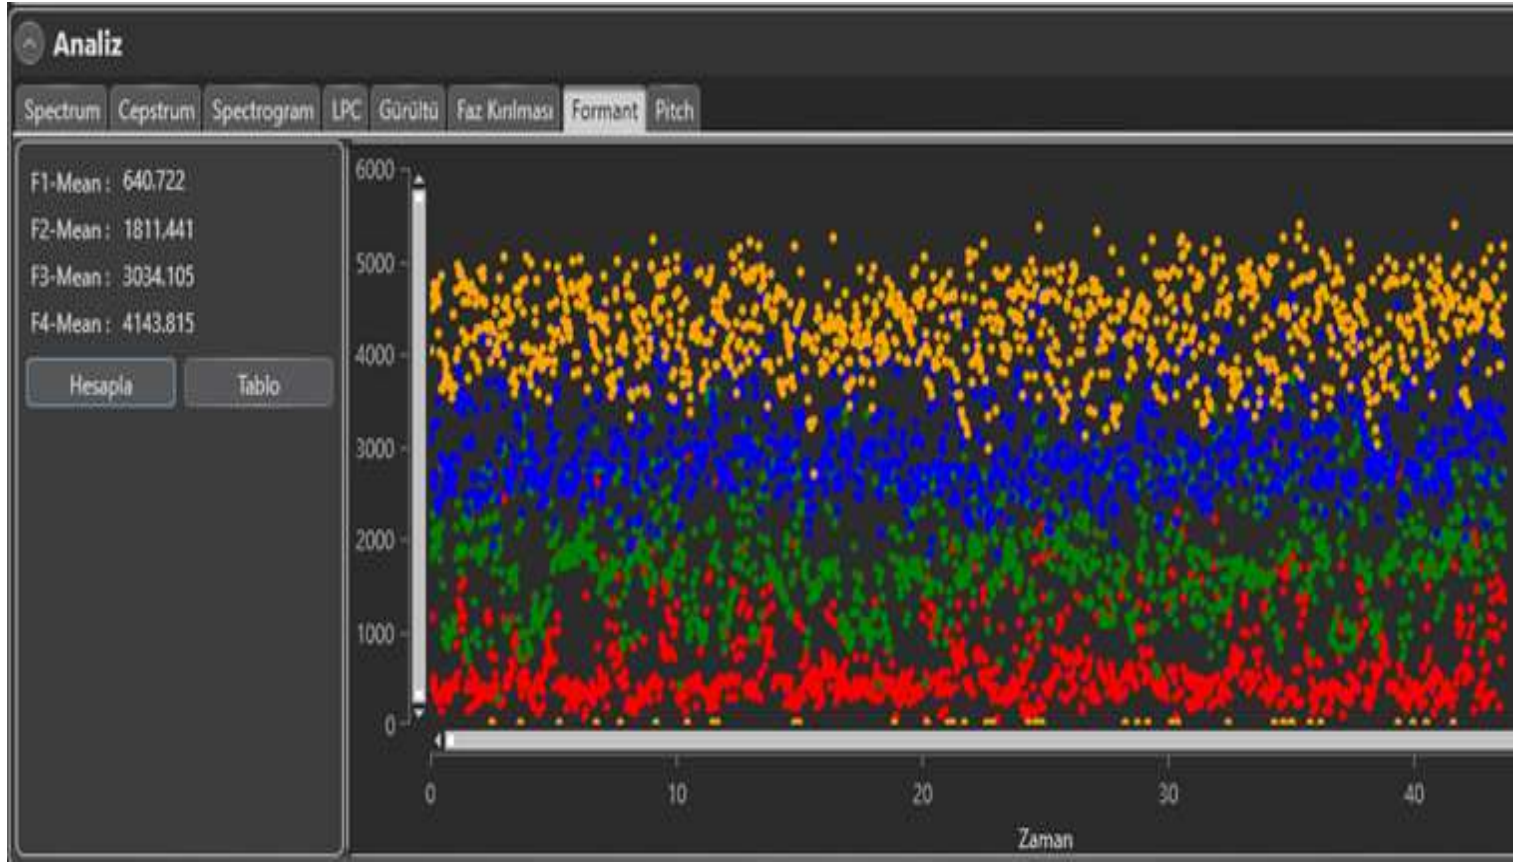 Analiz
Spectrum Cepstrum Spectrogram LPC Gürültü Faz Kırılması Formant Pitch
F1-Mean : 640.722
F2-Mean : 1811.441
F3-Mean : 3034.105
F4-Mean : 4143.815
Hesapla Tablo
6000
5000
4000
3000
2000
1000
0
0 10 20 30 40
Zaman